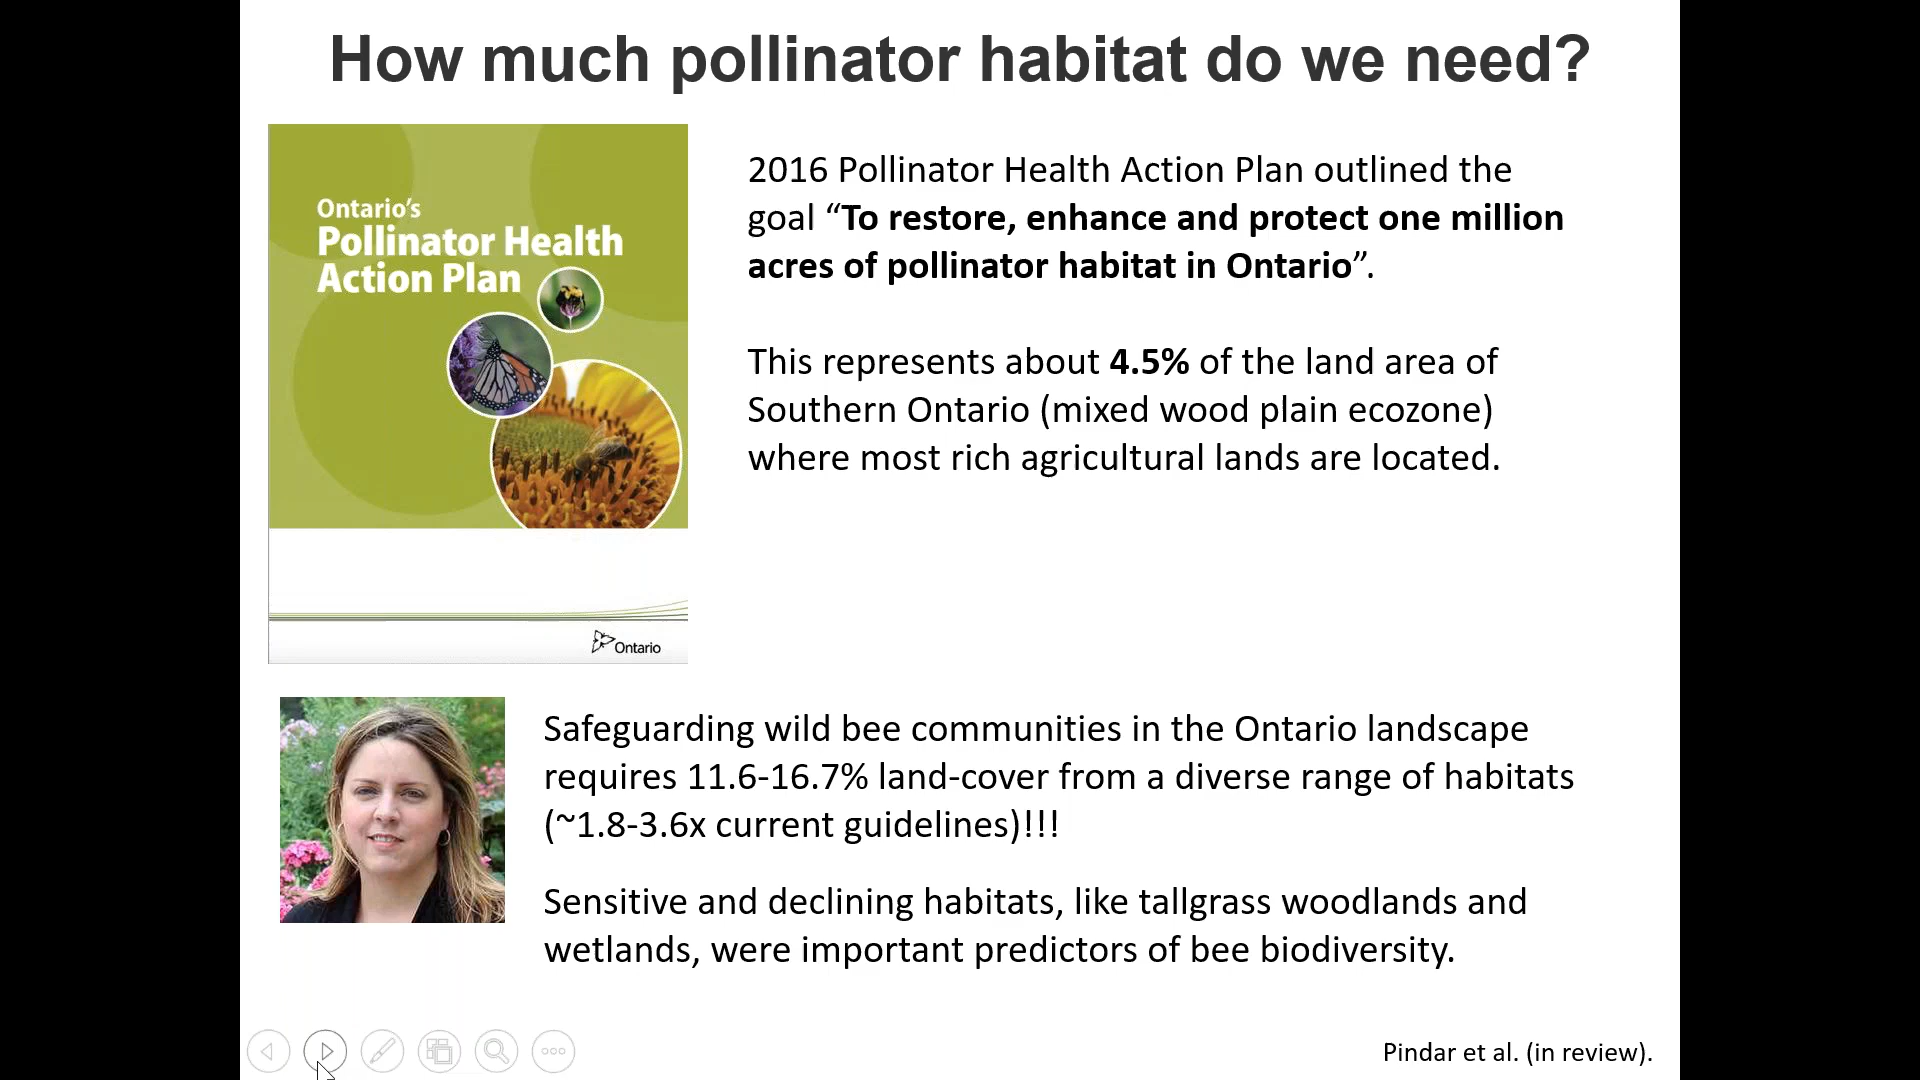 How much pollinator habitat do we need?
Ontario's
Pollinator Health
Action Plan
Ontario
2016 Pollinator Health Action Plan outlined the
goal “To restore, enhance and protect one million
acres of pollinator habitat in Ontario”.
This represents about 4.5% of the land area of
Southern Ontario (mixed wood plain ecozone)
where most rich agricultural lands are located.
Safeguarding wild bee communities in the Ontario landscape
requires 11.6-16.7% land-cover from a diverse range of habitats
(~1.8-3.6x current guidelines)!!!
Sensitive and declining habitats, like tallgrass woodlands and
wetlands, were important predictors of bee biodiversity.
Pindar et al. (in review).